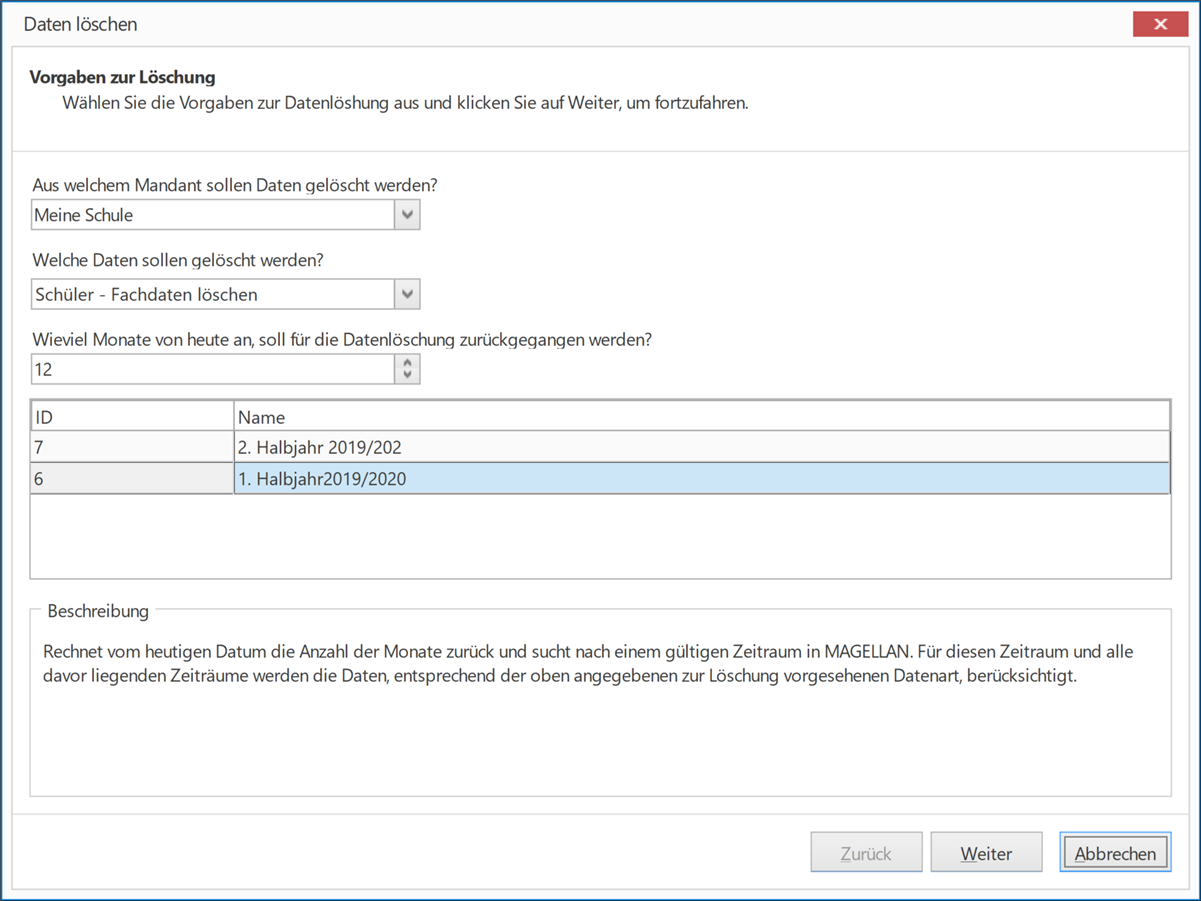 Daten löschen
Vorgaben zur Löschung
Wählen Sie die Vorgaben zur Datenlöshung aus und klicken Sie auf Weiter, um fortzufahren.
Aus welchem Mandant sollen Daten gelöscht werden?
Meine Schule
Welche Daten sollen gelöscht werden?
Schüler - Fachdaten löschen
Wieviel Monate von heute an, soll für die Datenlöschung zurückgegangen werden?
12
ID Name
7 2. Halbjahr 2019/202
6 1. Halbjahr2019/2020
Beschreibung
Rechnet vom heutigen Datum die Anzahl der Monate zurück und sucht nach einem gültigen Zeitraum in MAGELLAN. Für diesen Zeitraum und alle
davor liegenden Zeiträume werden die Daten, entsprechend der oben angegebenen zur Löschung vorgesehenen Datenart, berücksichtigt.
Zurück Weiter Abbrechen